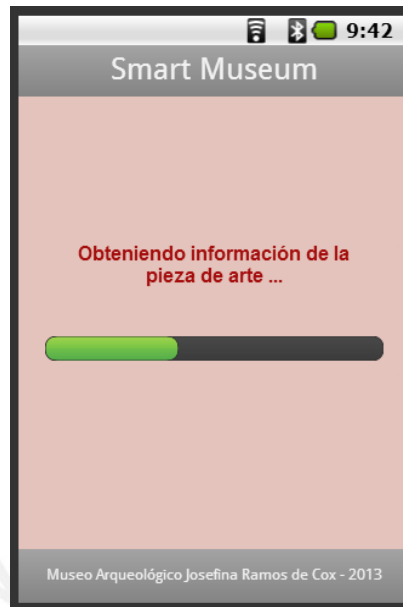 9:42
Smart Museum
Obteniendo información de la
pieza de arte ...
Museo Arqueológico Josefina Ramos de Cox - 2013